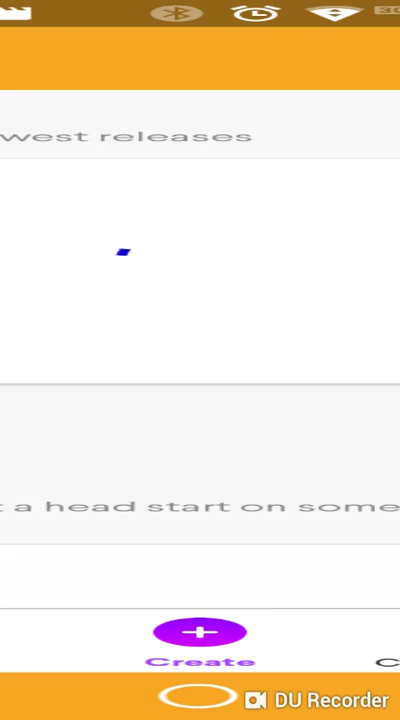 west releases
t a head start on some
Create
C
DU Recorder